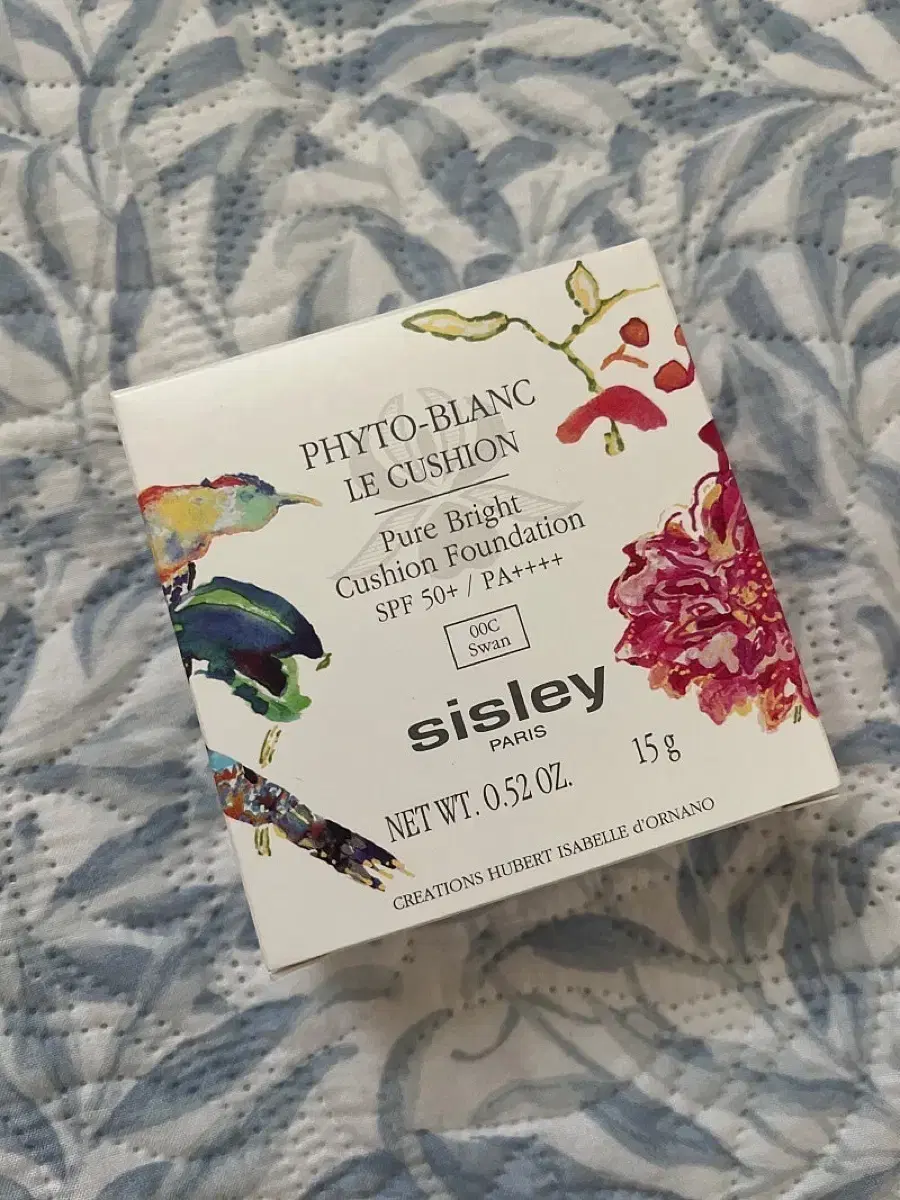 PHYTO-BLANC
LE CUSHION
Pure Bright
Cushion Foundation
SPF 50+ / PA++++
00C
Swan
sisley
PARIS
NET WT. 0.52 OZ. 15 g
CREATIONS HUBERT ISABELLE d'ORNANO